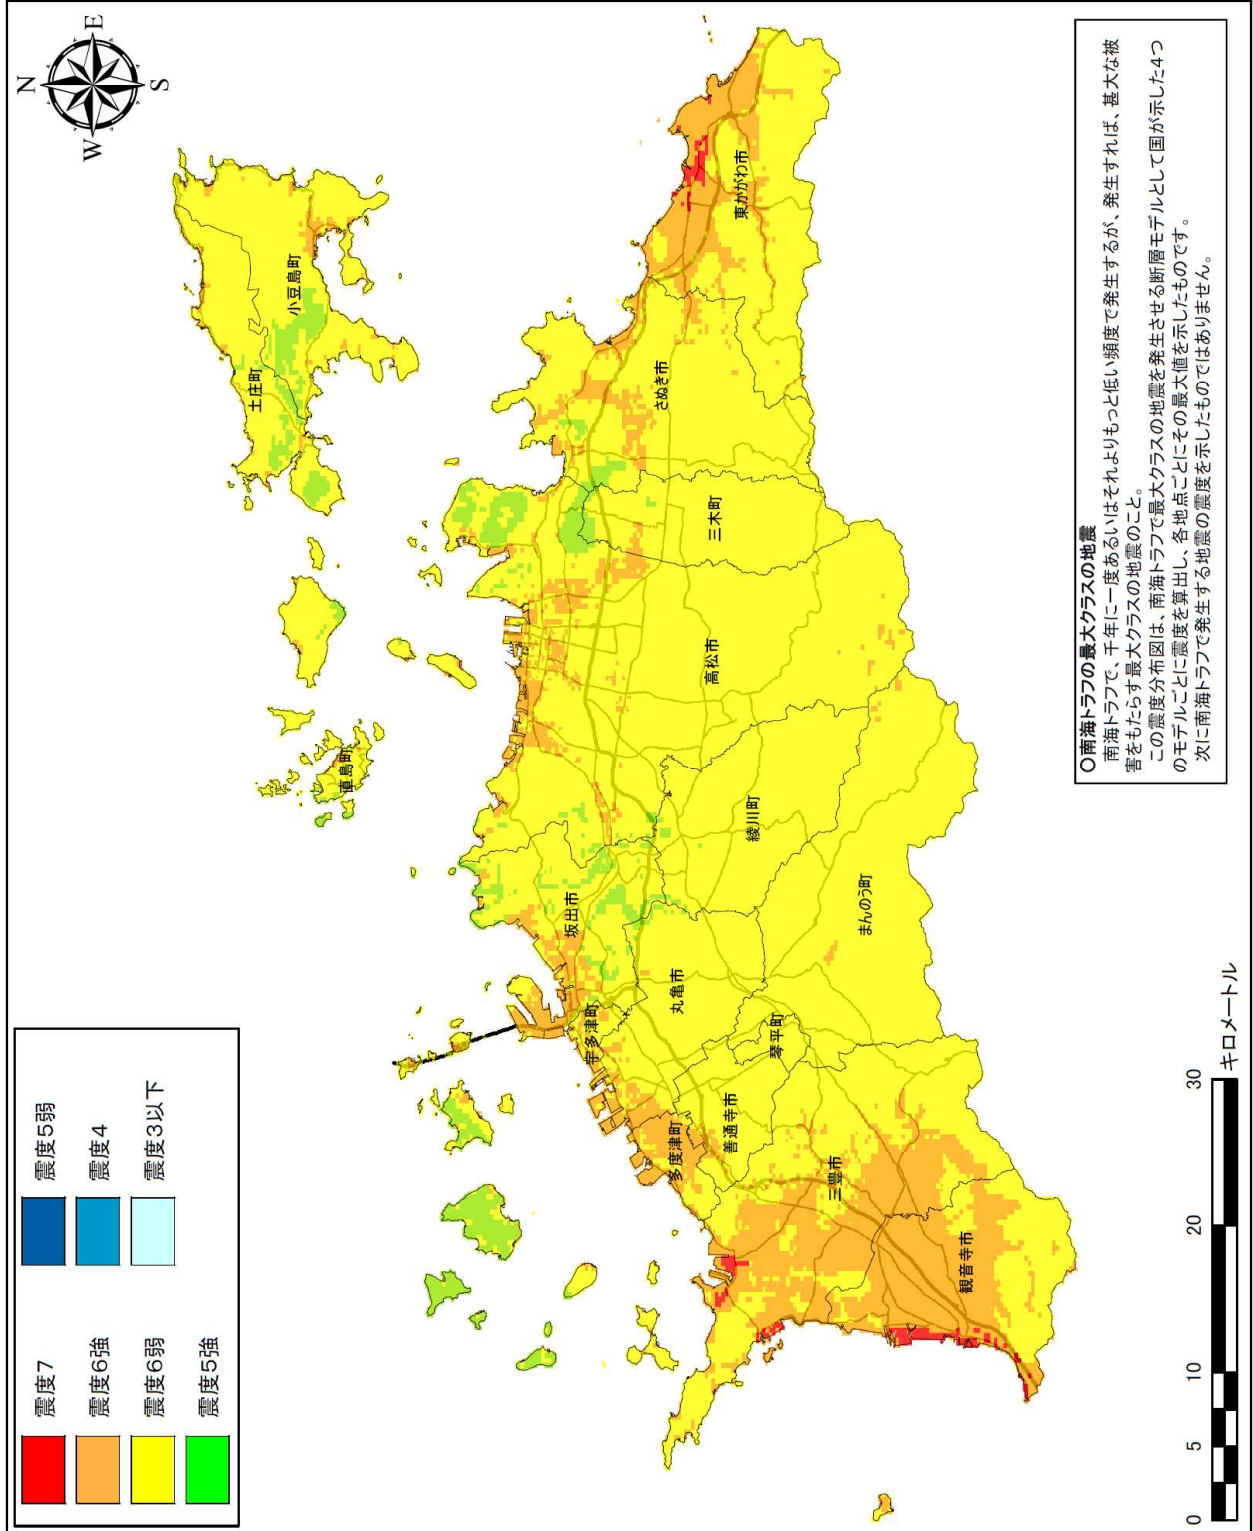 震度7
震度6強
震度6弱
震度5強
震度5弱
震度4
震度3以下
N
W
E
S
土庄町
小豆島町
直島町
東かがわ市
さぬき市
三木町
高松市
綾川町
坂出市
まんのう町
宇多津町
丸亀市
琴平町
多度津町
善通寺市
三豊市
観音寺市
0
5
10
20
30
キロメートル
〇南海トラフの最大クラスの地震
南海トラフで、千年に一度あるいはそれよりもっと低い頻度で発生するが、発生すれば、甚大な被
害をもたらす最大クラスの地震のこと。
この震度分布図は、南海トラフで最大クラスの地震を発生させる断層モデルとして国が示した4つ
のモデルごとに震度を算出し、各地点ごとにその最大値を示したものです。
次に南海トラフで発生する地震の震度を示したものではありません。